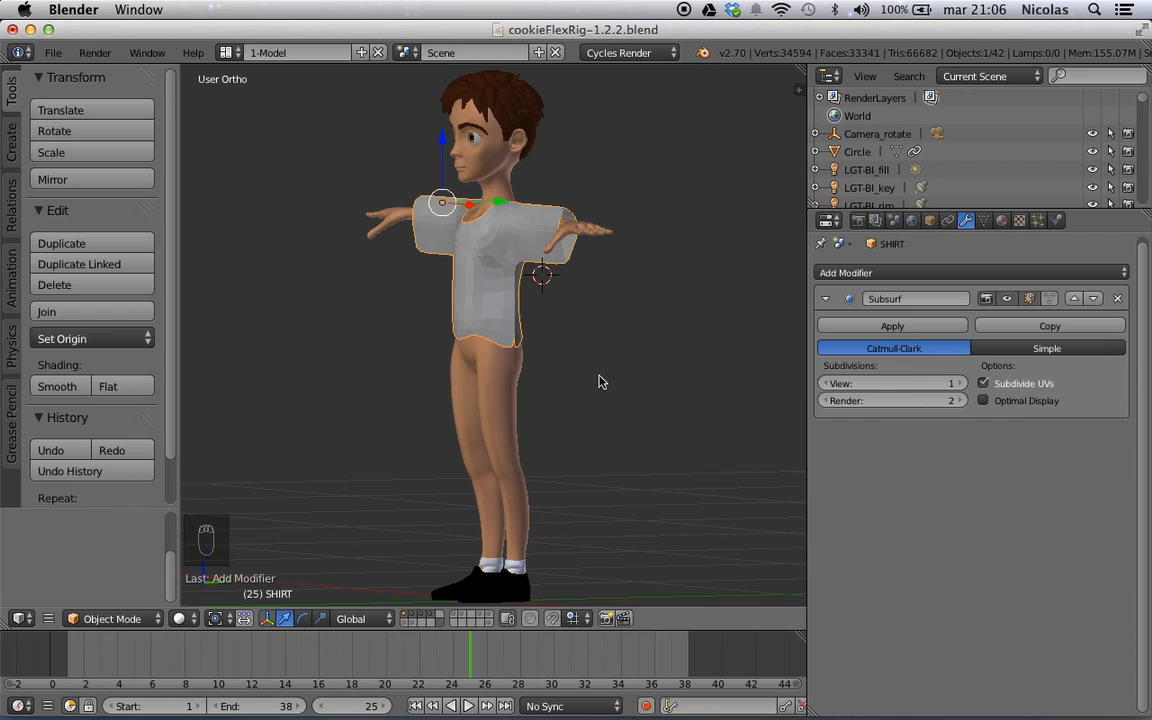 Blender Window 100% mar 21:06 Nicolas
cookieFlexRig-1.2.2.blend
File Render Window Help 1-Model Scene Cycles Render v2.70 | Verts:34594 | Faces:33341 | Tris:66682 | Objects:1/42 | Lamps:0/0 | Mem:155.07M | S
Tools
Create
Relations
Animation
Physics
Grease Pencil
Transform
Translate
Rotate
Scale
Mirror
Edit
Duplicate
Duplicate Linked
Delete
Join
Set Origin
Shading:
Smooth Flat
History
Undo Redo
Undo History
Repeat:
User Ortho
Last: Add Modifier
(25) SHIRT
Object Mode Global
View Search Current Scene
RenderLayers
World
Camera_rotate
Circle
LGT-BI_fill
LGT-BI_key
LGT-BI_rim
SHIRT
Add Modifier
Subsurf
Apply Copy
Catmull-Clark Simple
Subdivisions: Options:
View: 1 Subdivide UVs
Render: 2 Optimal Display
-2 0 2 4 6 8 10 12 14 16 18 20 22 24 26 28 30 32 34 36 38 40 42 44
Start: 1 End: 38 25 No Sync